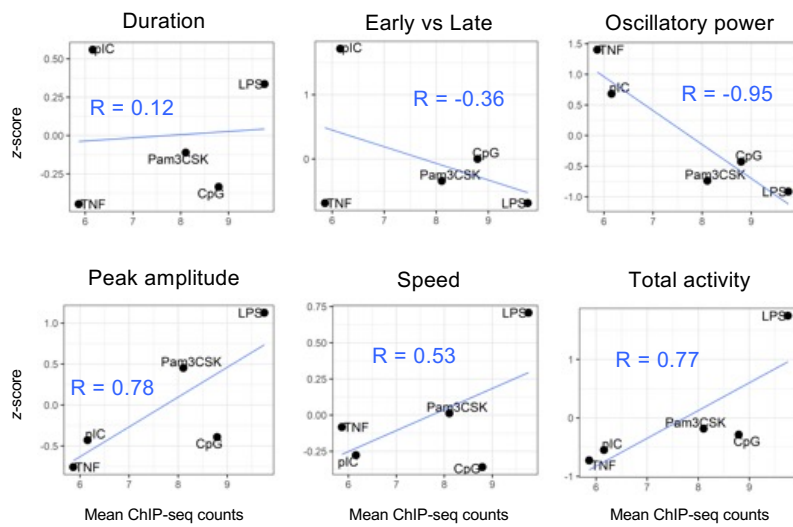 Duration
Early vs Late
Oscillatory power
z-score
0.50
0.25
0.00
-0.25
6 7 8 9
pIC
LPS
R = 0.12
Pam3CSK
TNF
CpG
0
6 7 8 9
pIC
R = -0.36
CpG
Pam3CSK
TNF
LPS
1.5
1.0
0.5
0.0
-0.5
-1.0
6 7 8 9
TNF
pIC
R = -0.95
CpG
Pam3CSK
LPS
Peak amplitude
Speed
Total activity
z-score
1.0
0.5
0.0
-0.5
6 7 8 9
LPS
Pam3CSK
R = 0.78
pIC
CpG
TNF
Mean ChIP-seq counts
0.75
0.50
0.25
0.00
-0.25
6 7 8 9
LPS
R = 0.53
Pam3CSK
TNF
pIC
CpG
Mean ChIP-seq counts
1
0
-1
6 7 8 9
LPS
R = 0.77
Pam3CSK
CpG
pIC
TNF
Mean ChIP-seq counts